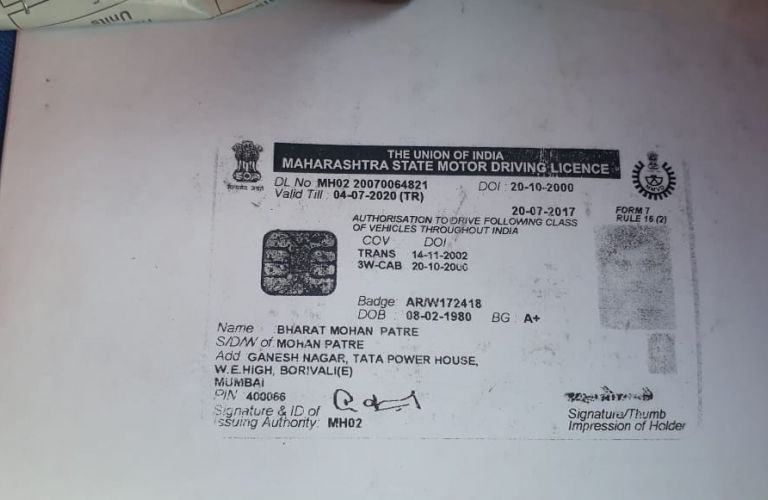 Units
THE UNION OF INDIA
MAHARASHTRA STATE MOTOR DRIVING LICENCE
DL No MH02 20070064821 DOI : 20-10-2000
Valid Till : 04-07-2020 (TR)
20-07-2017
FORM 7
RULE 16 (2)
AUTHORISATION TO DRIVE FOLLOWING CLASS
OF VEHICLES THROUGHOUT INDIA
COV DOI
TRANS 14-11-2002
3W-CAB 20-10-2000
Badge: AR/W172418
DOB : 08-02-1980 BG : A+
Name : BHARAT MOHAN PATRE
S/D/W of MOHAN PATRE
Add GANESH NAGAR, TATA POWER HOUSE,
W.E.HIGH, BORIVALI(E)
MUMBAI
PIN 400066
Signature & ID of
Issuing Authority: MH02
Signature/Thumb
Impression of Holder